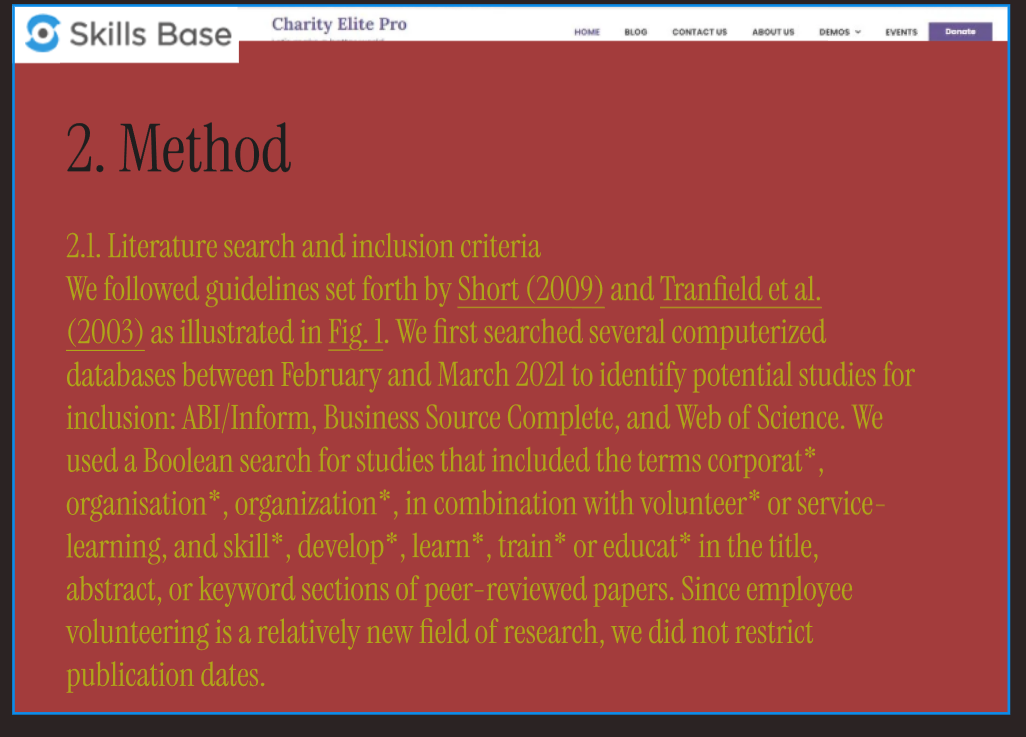 Skills Base
Charity Elite Pro
HOME BLOG CONTACT US ABOUT US DEMOS EVENTS Donate
2. Method
2.1. Literature search and inclusion criteria
We followed guidelines set forth by Short (2009) and Tranfield et al.
(2003) as illustrated in Fig. 1. We first searched several computerized
databases between February and March 2021 to identify potential studies for
inclusion: ABI/Inform, Business Source Complete, and Web of Science. We
used a Boolean search for studies that included the terms corporat*,
organisation*, organization*, in combination with volunteer* or service-
learning, and skill*, develop*, learn*, train* or educat* in the title,
abstract, or keyword sections of peer-reviewed papers. Since employee
volunteering is a relatively new field of research, we did not restrict
publication dates.